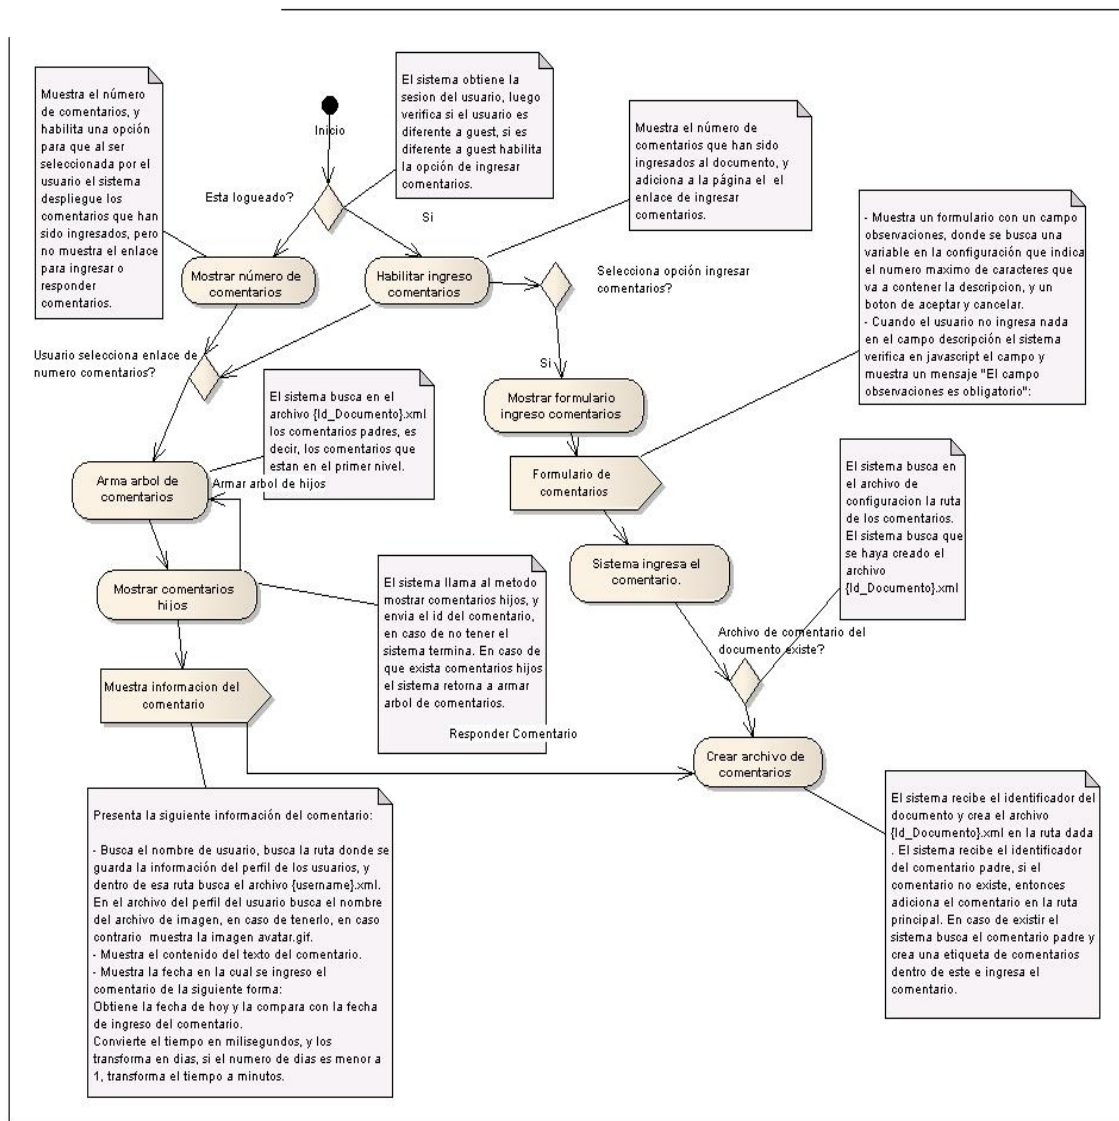 Muestra el número
de comentarios, y
habilita una opción
para que al ser
seleccionada por el
usuario el sistema
despliegue los
comentarios que han
sido ingresados, pero
no muestra el enlace
para ingresar o
responder
comentarios.
Inicio
El sistema obtiene la
sesion del usuario, luego
verifica si el usuario es
diferente a guest, si es
diferente a guest habilita
la opción de ingresar
comentarios.
Muestra el número de
comentarios que han sido
ingresados al documento, y
adiciona a la página el  el
enlace de ingresar
comentarios.
Esta logueado?
Si
- Muestra un formulario con un campo
observaciones, donde se busca una
variable en la configuración que indica
el numero maximo de caracteres que
va a contener la descripcion, y un
boton de aceptar y cancelar.
- Cuando el usuario no ingresa nada
en el campo descripción el sistema
verifica en javascript el campo y
muestra un mensaje "El campo
observaciones es obligatorio":
Mostrar número de
comentarios
Habilitar ingreso
comentarios
Selecciona opción ingresar
comentarios?
Usuario selecciona enlace de
numero comentarios?
Si
Mostrar formulario
ingreso comentarios
El sistema busca en el
archivo {Id_Documento}.xml
los comentarios padres, es
decir, los comentarios que
estan en el primer nivel.
Arma arbol de
comentarios
Armar arbol de hijos
Formulario de
comentarios
El sistema busca en
el archivo de
configuracion la ruta
de los comentarios.
El sistema busca que
se haya creado el
archivo
{Id_Documento}.xml
Sistema ingresa el
comentario.
Mostrar comentarios
hijos
El sistema llama al metodo
mostrar comentarios hijos, y
envia el id del comentario,
en caso de no tener el
sistema termina. En caso de
que exista comentarios hijos
el sistema retorna a armar
arbol de comentarios.
Archivo de comentario del
documento existe?
Muestra informacion del
comentario
Responder Comentario
Crear archivo de
comentarios
Presenta la siguiente información del comentario:
- Busca el nombre de usuario, busca la ruta donde se
guarda la información del perfil de los usuarios, y
dentro de esa ruta busca el archivo {username}.xml.
En el archivo del perfil del usuario busca el nombre
del archivo de imagen, en caso de tenerlo, en caso
contrario  muestra la imagen avatar.gif.
- Muestra el contenido del texto del comentario.
- Muestra la fecha en la cual se ingreso el
comentario de la siguiente forma:
Obtiene la fecha de hoy y la compara con la fecha
de ingreso del comentario.
Convierte el tiempo en milisegundos, y los
transforma en dias, si el numero de dias es menor a
1, transforma el tiempo a minutos.
El sistema recibe el identificador del
documento y crea el archivo
{Id_Documento}.xml en la ruta dada
. El sistema recibe el identificador
del comentario padre, si el
comentario no existe, entonces
adiciona el comentario en la ruta
principal. En caso de existir el
sistema busca el comentario padre y
crea una etiqueta de comentarios
dentro de este e ingresa el
comentario.